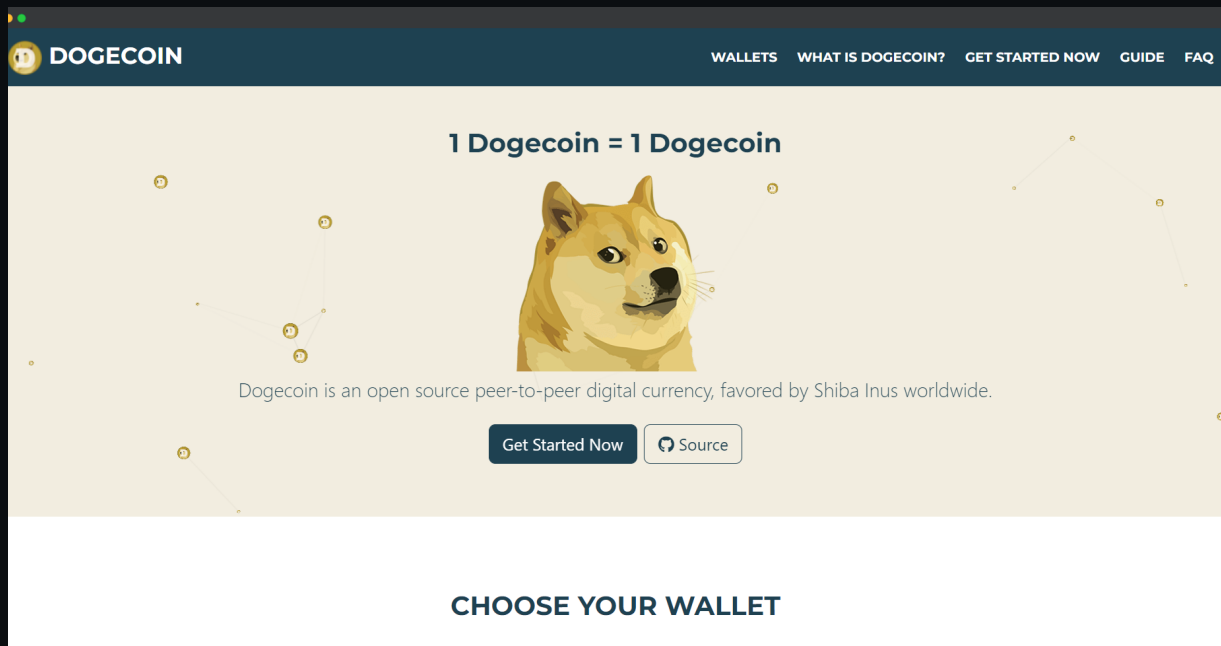 DOGECOIN
WALLETS WHAT IS DOGECOIN? GET STARTED NOW GUIDE FAQ
1 Dogecoin = 1 Dogecoin
Dogecoin is an open source peer-to-peer digital currency, favored by Shiba Inus worldwide.
Get Started Now Source
CHOOSE YOUR WALLET